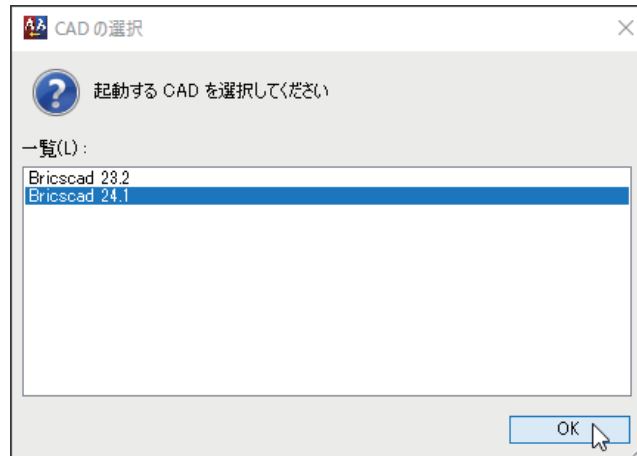 CAD の選択
起動する CAD を選択してください
一覧(L) :
Bricscad 23.2
Bricscad 24.1
OK